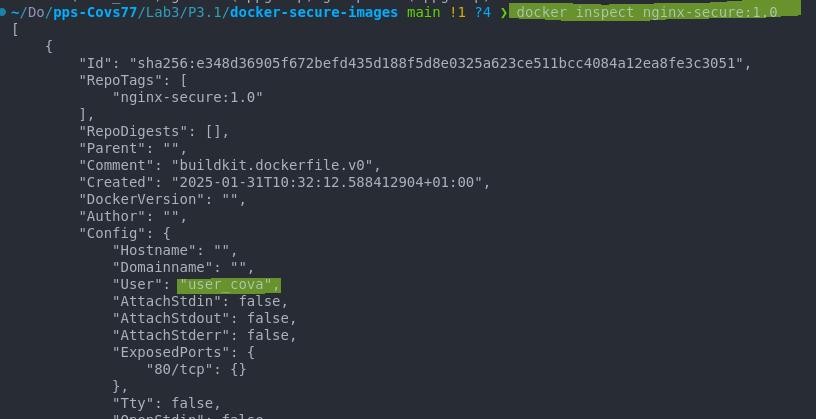 ~/Do/pps-Covs77/Lab3/P3.1/docker-secure-images main !1 ?4 ❯ docker inspect nginx-secure:1.0
[
    {
        "Id": "sha256:e348d36905f672befd435d188f5d8e0325a623ce511bcc4084a12ea8fe3c3051",
        "RepoTags": [
            "nginx-secure:1.0"
        ],
        "RepoDigests": [],
        "Parent": "",
        "Comment": "buildkit.dockerfile.v0",
        "Created": "2025-01-31T10:32:12.588412904+01:00",
        "DockerVersion": "",
        "Author": "",
        "Config": {
            "Hostname": "",
            "Domainname": "",
            "User": "user_cova",
            "AttachStdin": false,
            "AttachStdout": false,
            "AttachStderr": false,
            "ExposedPorts": {
                "80/tcp": {}
            },
            "Tty": false,
            "OpenStdin": false,